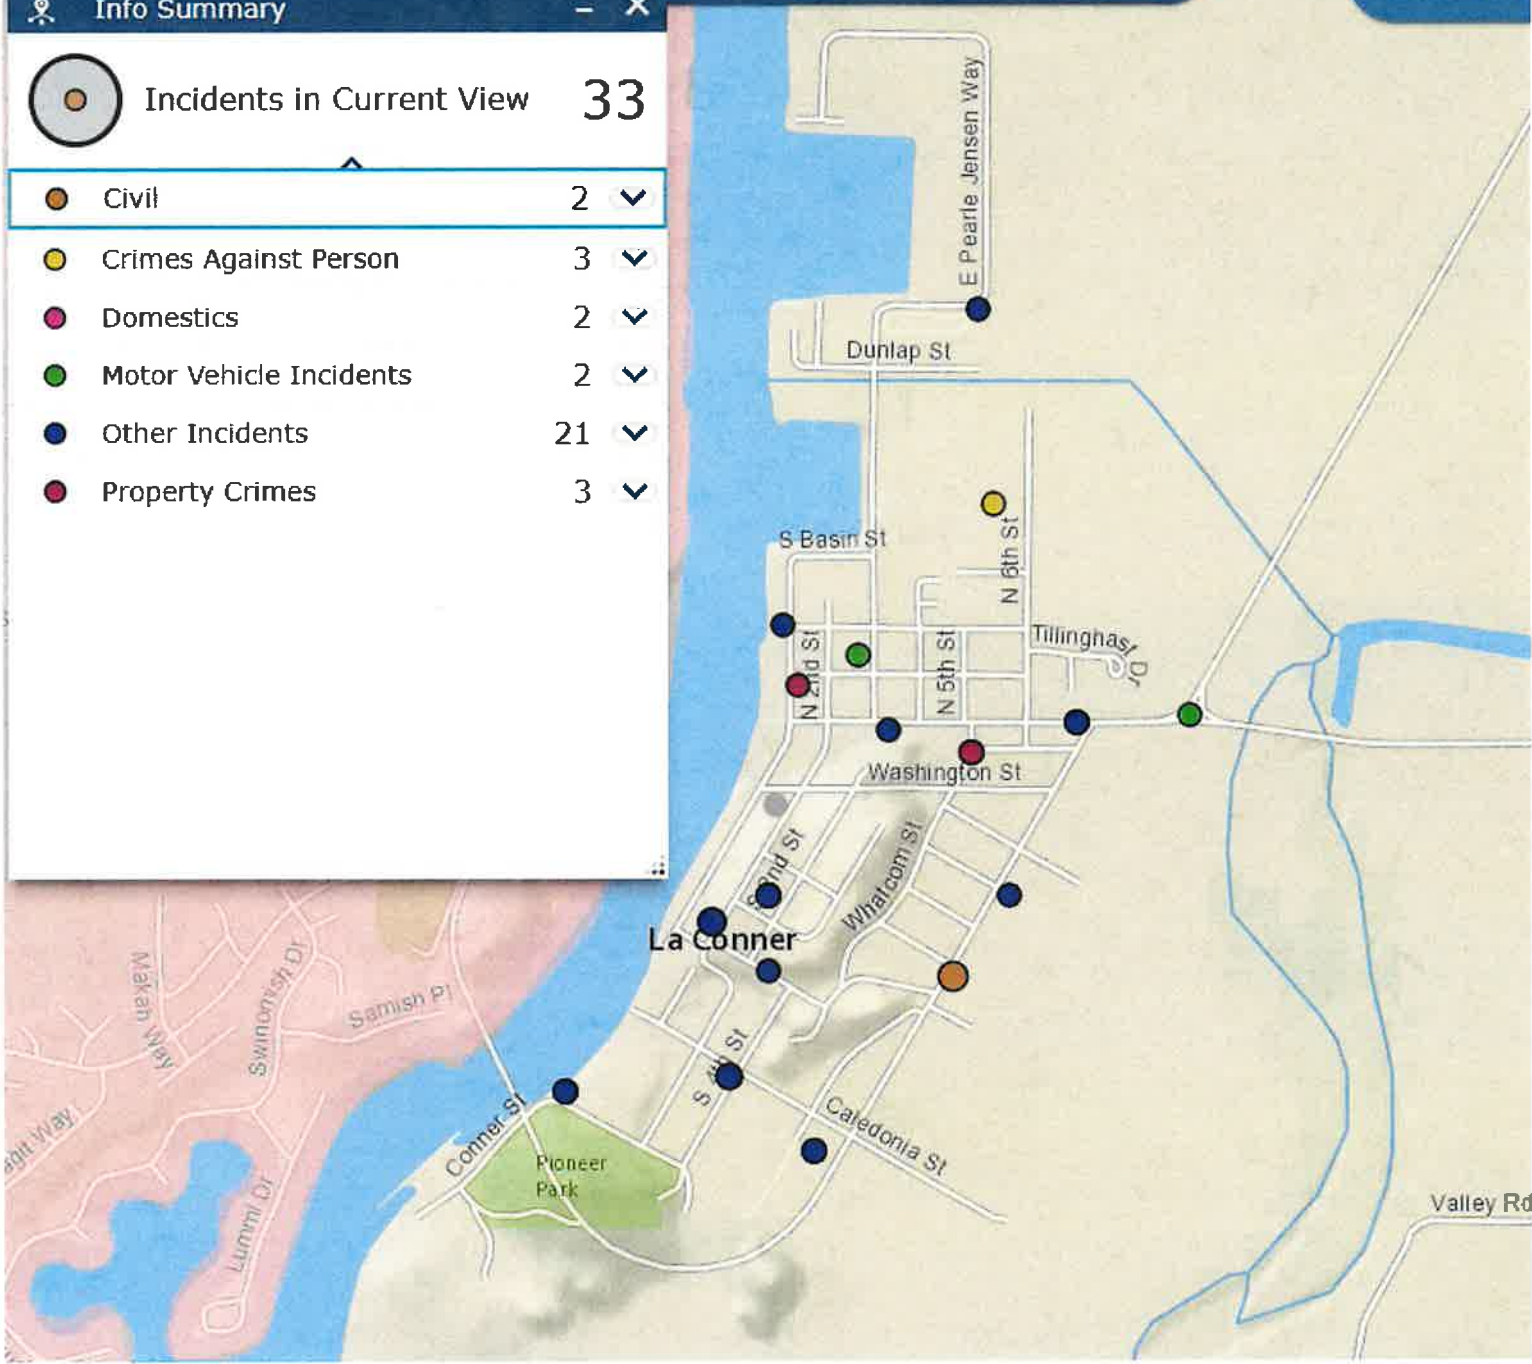 Info Summary
Incidents in Current View 33
Civil 2
Crimes Against Person 3
Domestics 2
Motor Vehicle Incidents 2
Other Incidents 21
Property Crimes 3
E Pearle Jensen Way
Dunlap St
S Basin St
N 6th St
Tillinghast Dr
N 2nd St
N 5th St
Washington St
S 2nd St
Whatcom St
La Conner
Makah Way
Swinomish Dr
Samish Pl
S 4th St
Conner St
Caledonia St
Pioneer
Park
Lummi Dr
Valley Rd